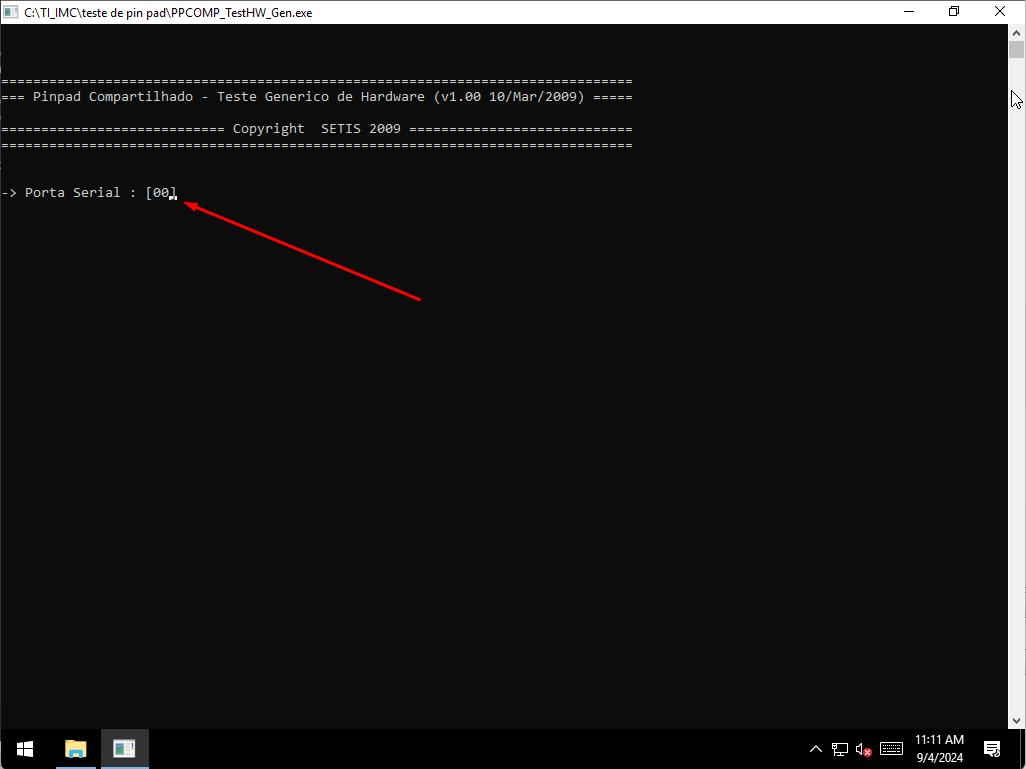 C:\TI_IMC\teste de pin pad\PPCOMP_TestHW_Gen.exe
===============================================================================
=== Pinpad Compartilhado - Teste Generico de Hardware (v1.00 10/Mar/2009) =====
============================ Copyright  SETIS 2009 ============================
===============================================================================
-> Porta Serial : [00]
11:11 AM
9/4/2024